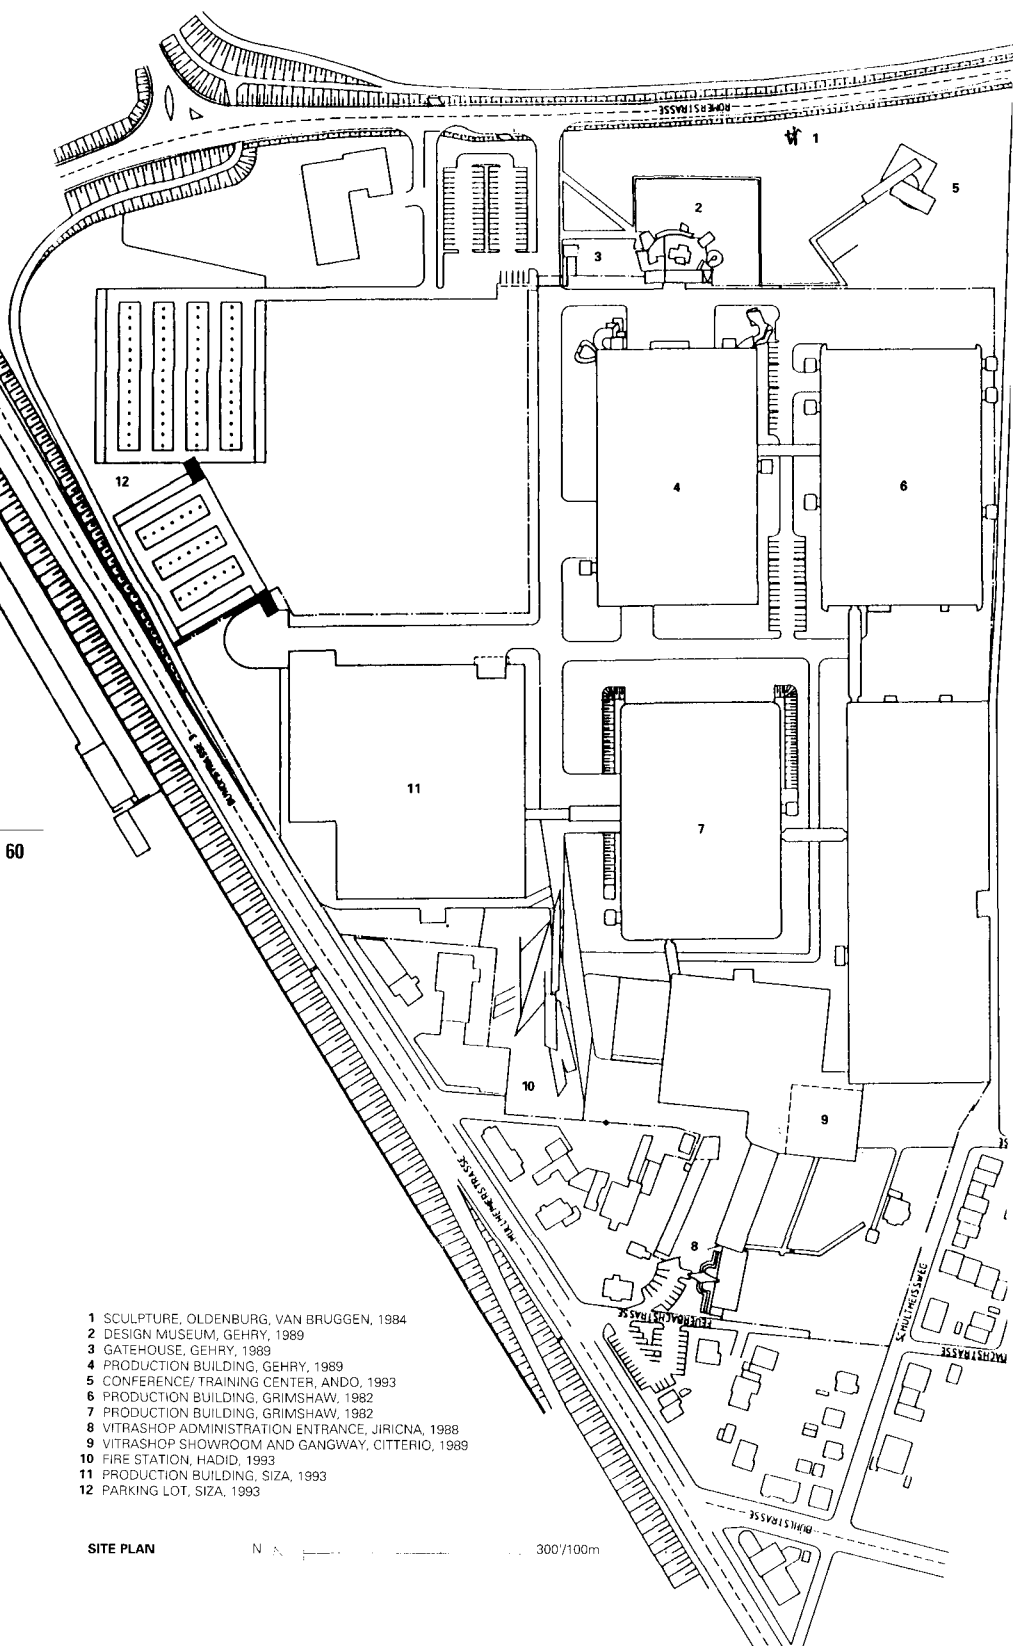 ROMERSTRASSE
1
2
5
3
12
4
6
BUNDESTRASSE 3
11
7
60
10
9
MULLHEIMERSTRASSE
8
SCHULTHEISSWEG
FEUERBACHSTRASSE
1 SCULPTURE, OLDENBURG, VAN BRUGGEN, 1984
2 DESIGN MUSEUM, GEHRY, 1989
3 GATEHOUSE, GEHRY, 1989
4 PRODUCTION BUILDING, GEHRY, 1989
5 CONFERENCE/TRAINING CENTER, ANDO, 1993
6 PRODUCTION BUILDING, GRIMSHAW, 1982
7 PRODUCTION BUILDING, GRIMSHAW, 1982
8 VITRASHOP ADMINISTRATION ENTRANCE, JIRICNA, 1988
9 VITRASHOP SHOWROOM AND GANGWAY, CITTERIO, 1989
10 FIRE STATION, HADID, 1993
11 PRODUCTION BUILDING, SIZA, 1993
12 PARKING LOT, SIZA, 1993
BUHLSTRASSE
SITE PLAN N 300'/100m